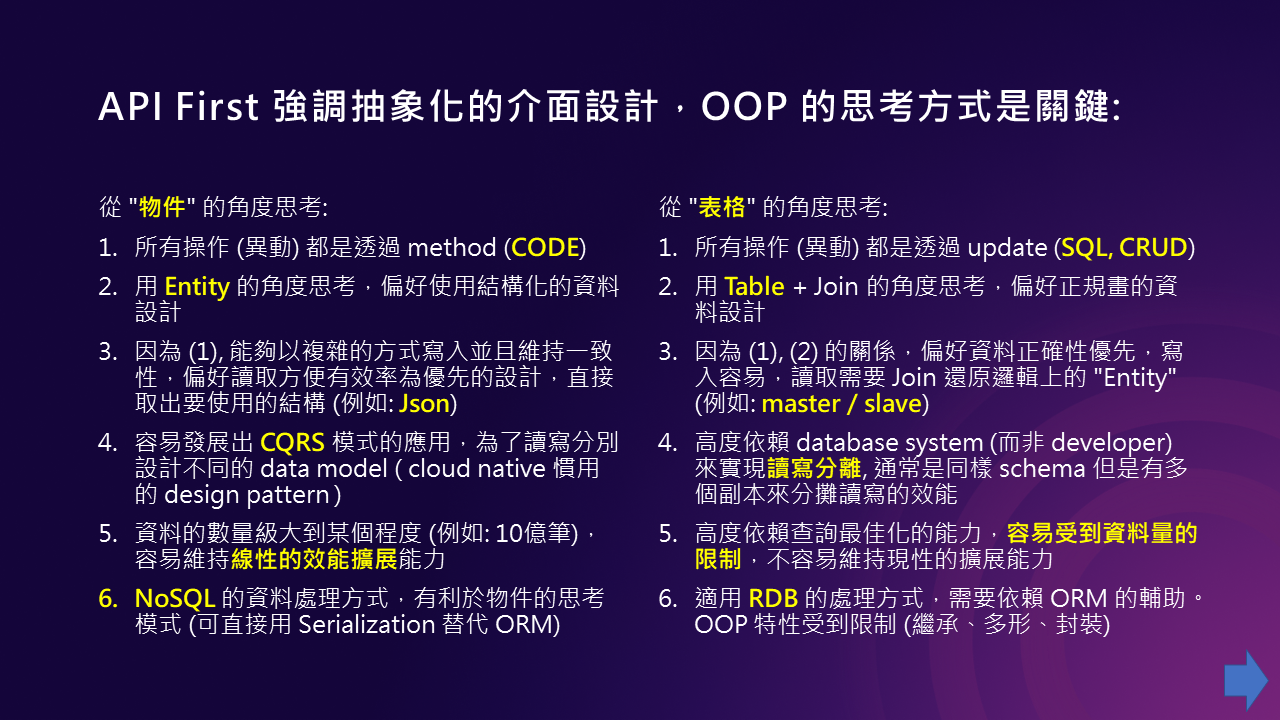 API First 強調抽象化的介面設計，OOP 的思考方式是關鍵:
從 "物件" 的角度思考:
1. 所有操作 (異動) 都是透過 method (CODE)
2. 用 Entity 的角度思考，偏好使用結構化的資料
設計
3. 因為 (1), 能夠以複雜的方式寫入並且維持一致
性，偏好讀取方便有效率為優先的設計，直接
取出要使用的結構 (例如: Json)
4. 容易發展出 CQRS 模式的應用，為了讀寫分別
設計不同的 data model ( cloud native 慣用
的 design pattern )
5. 資料的數量級大到某個程度 (例如: 10億筆)，
容易維持線性的效能擴展能力
6. NoSQL 的資料處理方式，有利於物件的思考
模式 (可直接用 Serialization 替代 ORM)
從 "表格" 的角度思考:
1. 所有操作 (異動) 都是透過 update (SQL, CRUD)
2. 用 Table + Join 的角度思考，偏好正規畫的資
料設計
3. 因為 (1), (2) 的關係，偏好資料正確性優先，寫
入容易，讀取需要 Join 還原邏輯上的 "Entity"
(例如: master / slave)
4. 高度依賴 database system (而非 developer)
來實現讀寫分離, 通常是同樣 schema 但是有多
個副本來分攤讀寫的效能
5. 高度依賴查詢最佳化的能力，容易受到資料量的
限制，不容易維持現性的擴展能力
6. 適用 RDB 的處理方式，需要依賴 ORM 的輔助。
OOP 特性受到限制 (繼承、多形、封裝)